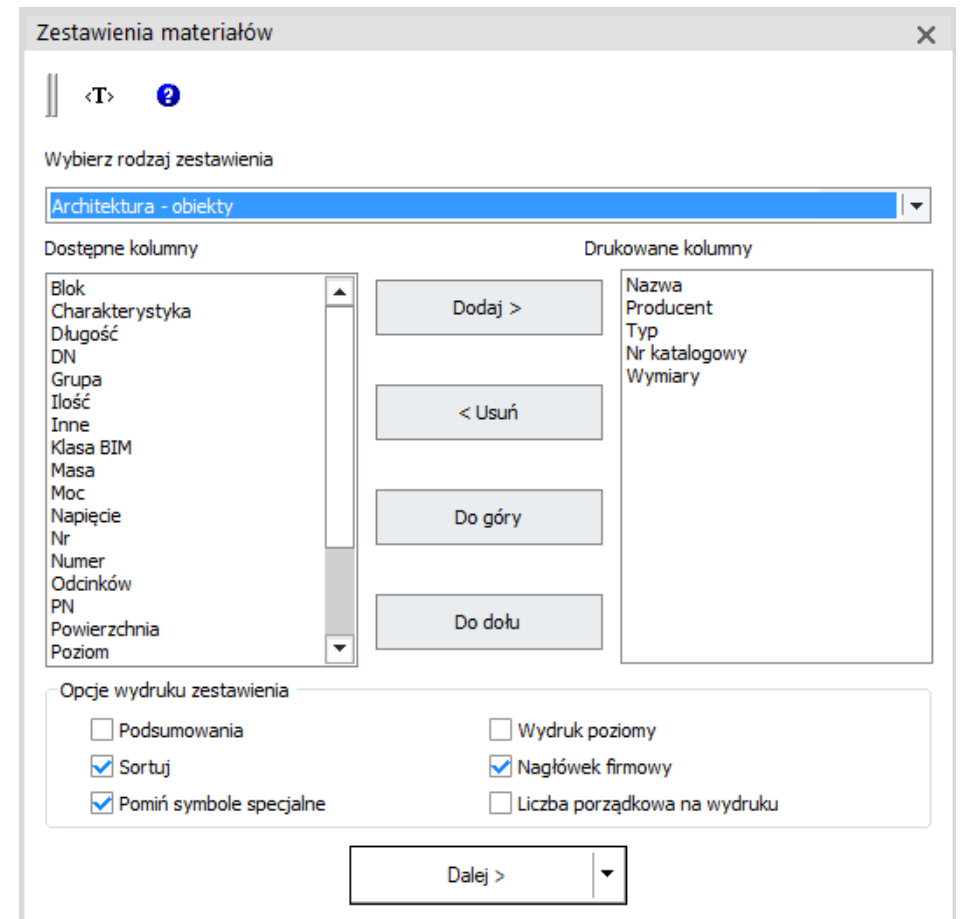 Zestawienia materiałów
<T>
?
Wybierz rodzaj zestawienia
Architektura - obiekty
Dostępne kolumny
Drukowane kolumny
Blok
Charakterystyka
Długość
DN
Grupa
Ilość
Inne
Klasa BIM
Masa
Moc
Napięcie
Nr
Numer
Odcinków
PN
Powierzchnia
Poziom
Dodaj >
< Usuń
Do góry
Do dołu
Nazwa
Producent
Typ
Nr katalogowy
Wymiary
Opcje wydruku zestawienia
Podsumowania
Wydruk poziomy
Sortuj
Nagłówek firmowy
Pomiń symbole specjalne
Liczba porządkowa na wydruku
Dalej >